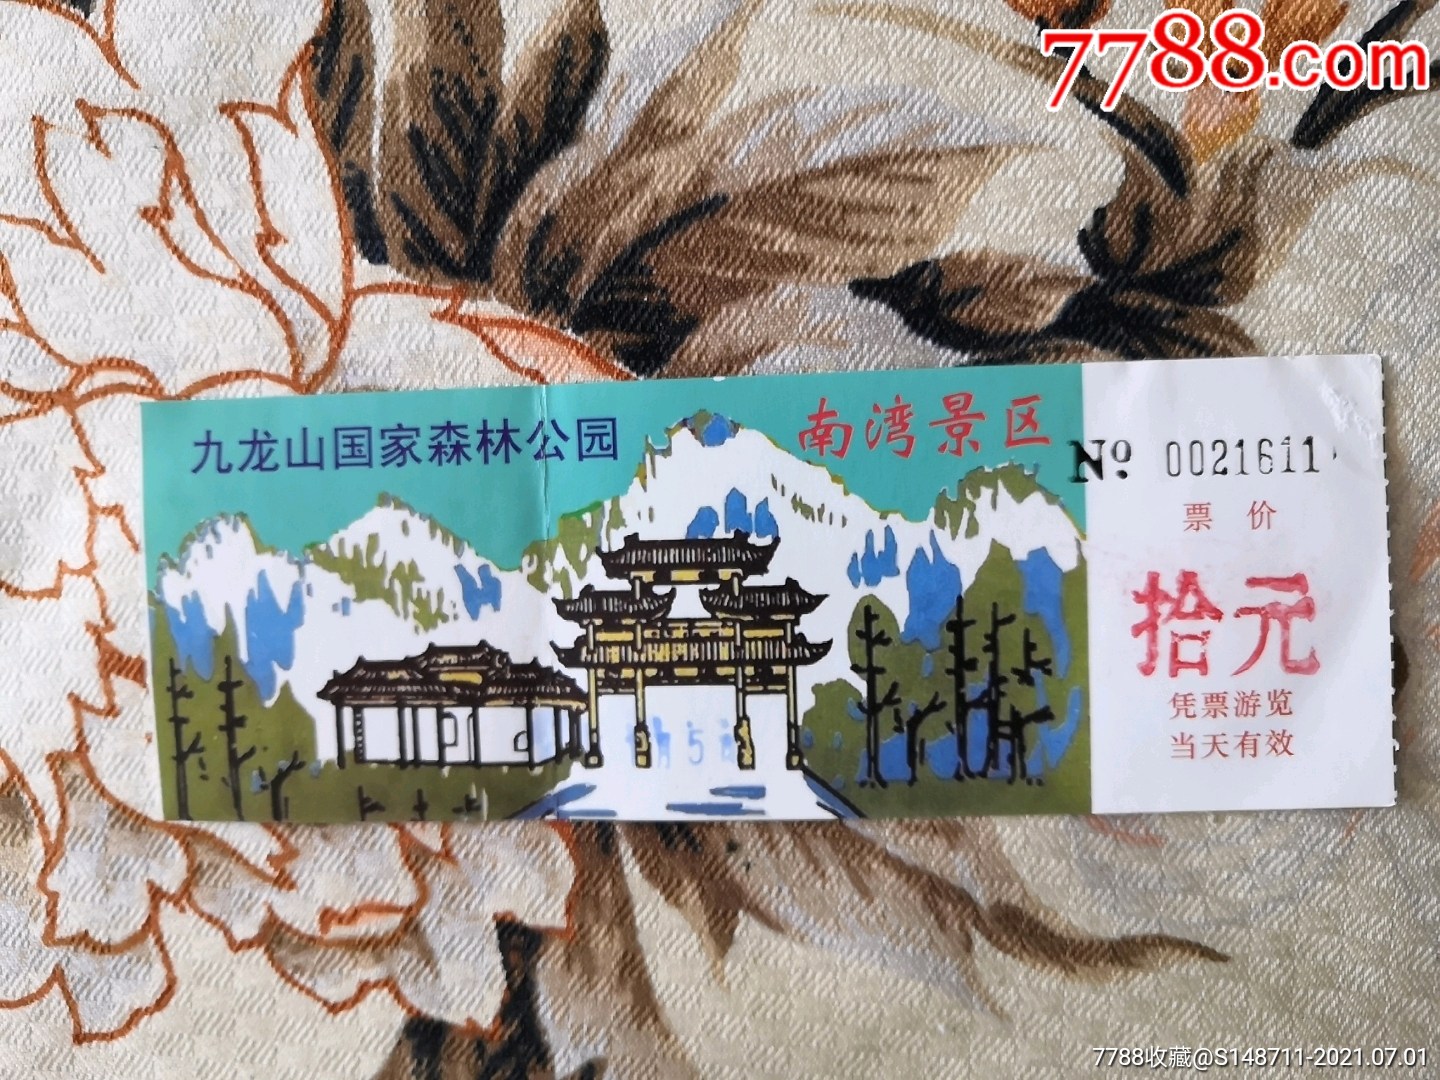 7788.com
九龙山国家森林公园
南湾景区
№ 0021611
票 价
拾元
凭票游览
当天有效
7788收藏@S148711-2021.07.01